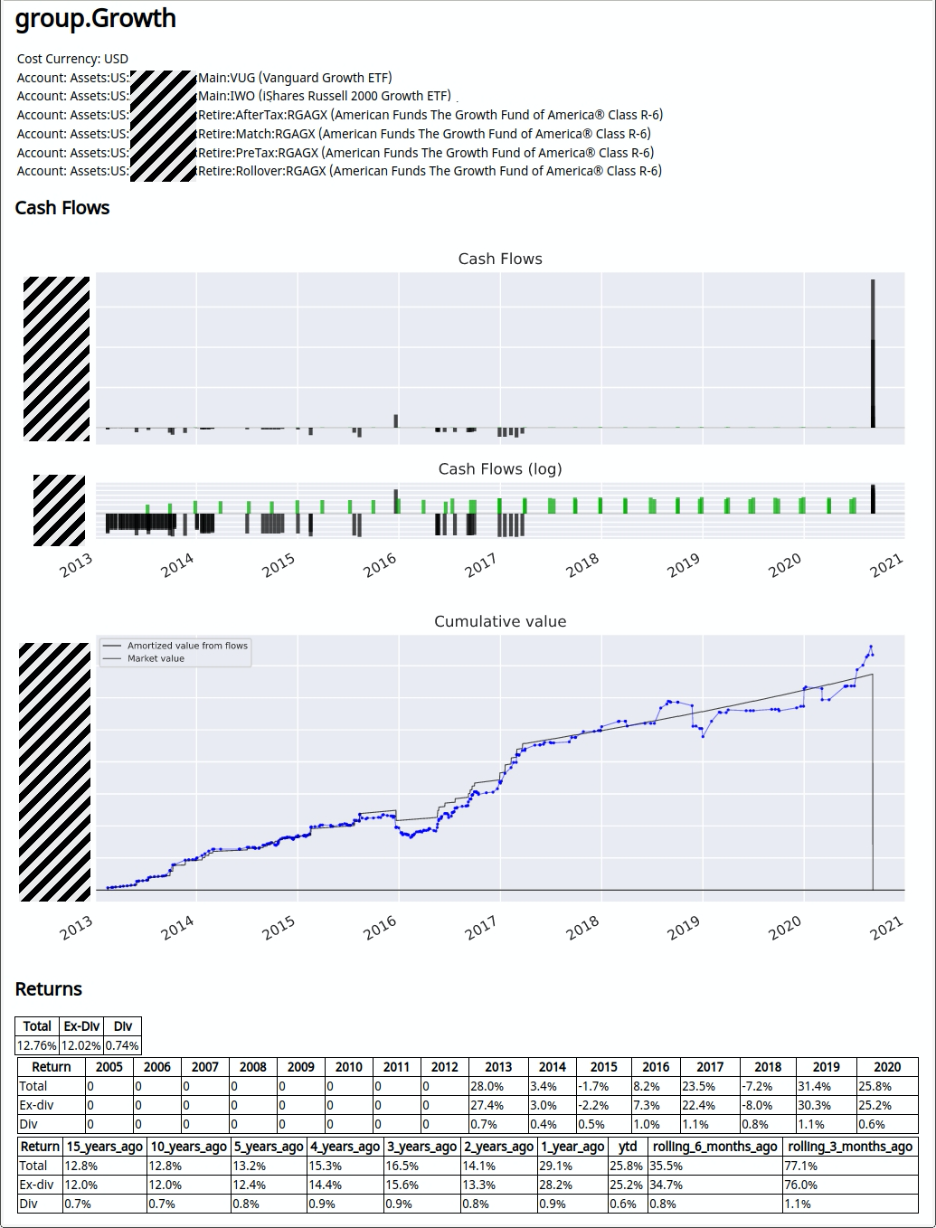 group.Growth
Cost Currency: USD
Account: Assets:US: Main:VUG (Vanguard Growth ETF)
Account: Assets:US: Main:IWO (iShares Russell 2000 Growth ETF)
Account: Assets:US: Retire:AfterTax:RGAGX (American Funds The Growth Fund of America® Class R-6)
Account: Assets:US: Retire:Match:RGAGX (American Funds The Growth Fund of America® Class R-6)
Account: Assets:US: Retire:PreTax:RGAGX (American Funds The Growth Fund of America® Class R-6)
Account: Assets:US: Retire:Rollover:RGAGX (American Funds The Growth Fund of America® Class R-6)
Cash Flows
Cash Flows
Cash Flows (log)
2013 2014 2015 2016 2017 2018 2019 2020 2021
Cumulative value
Amortized value from flows
Market value
2013 2014 2015 2016 2017 2018 2019 2020 2021
Returns
Total Ex-Div Div
12.76% 12.02% 0.74%
Return 2005 2006 2007 2008 2009 2010 2011 2012 2013 2014 2015 2016 2017 2018 2019 2020
Total 0 0 0 0 0 0 0 0 28.0% 3.4% -1.7% 8.2% 23.5% -7.2% 31.4% 25.8%
Ex-div 0 0 0 0 0 0 0 0 27.4% 3.0% -2.2% 7.3% 22.4% -8.0% 30.3% 25.2%
Div 0 0 0 0 0 0 0 0 0.7% 0.4% 0.5% 1.0% 1.1% 0.8% 1.1% 0.6%
Return 15_years_ago 10_years_ago 5_years_ago 4_years_ago 3_years_ago 2_years_ago 1_year_ago ytd rolling_6_months_ago rolling_3_months_ago
Total 12.8% 12.8% 13.2% 15.3% 16.5% 14.1% 29.1% 25.8% 35.5% 77.1%
Ex-div 12.0% 12.0% 12.4% 14.4% 15.6% 13.3% 28.2% 25.2% 34.7% 76.0%
Div 0.7% 0.7% 0.8% 0.9% 0.9% 0.8% 0.9% 0.6% 0.8% 1.1%